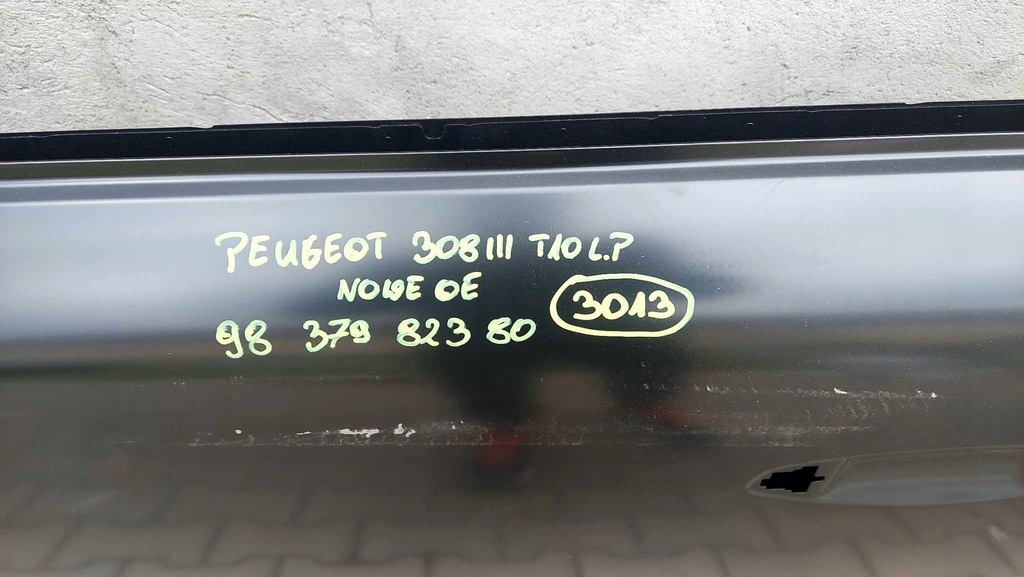 PEUGEOT 308 III T10 L.P
NOWE OE
3013
98 379 823 80